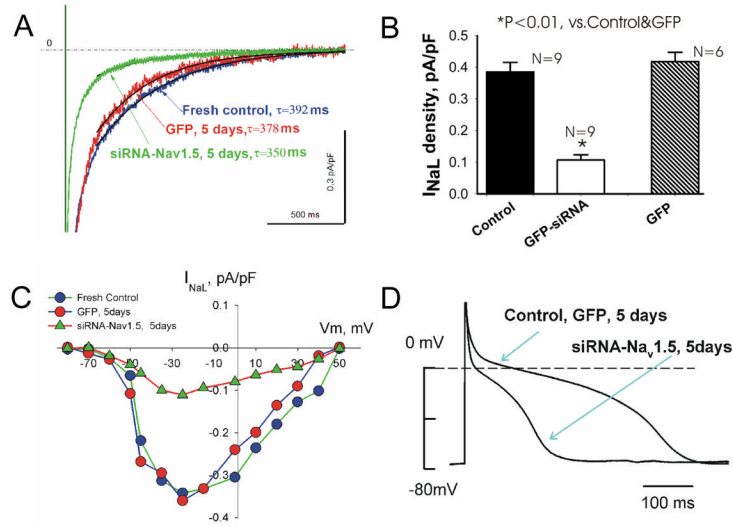 A
0
Fresh control, τ=392 ms
GFP, 5 days, τ=378 ms
siRNA-Nav1.5, 5 days, τ=350 ms
0.3 pA/pF
500 ms
B
*P<0.01, vs.Control&GFP
INaL density, pA/pF
0.5
0.4
0.3
0.2
0.1
0.0
N=9
N=9
*
N=6
Control
GFP-siRNA
GFP
C
INaL, pA/pF
Fresh Control
GFP, 5days
siRNA-Nav1.5, 5days
Vm, mV
0.1
-70
-50
-30
-10
10
30
50
-0.1
-0.2
-0.3
-0.4
D
Control, GFP, 5 days
siRNA-Nav1.5, 5days
0 mV
-80mV
100 ms